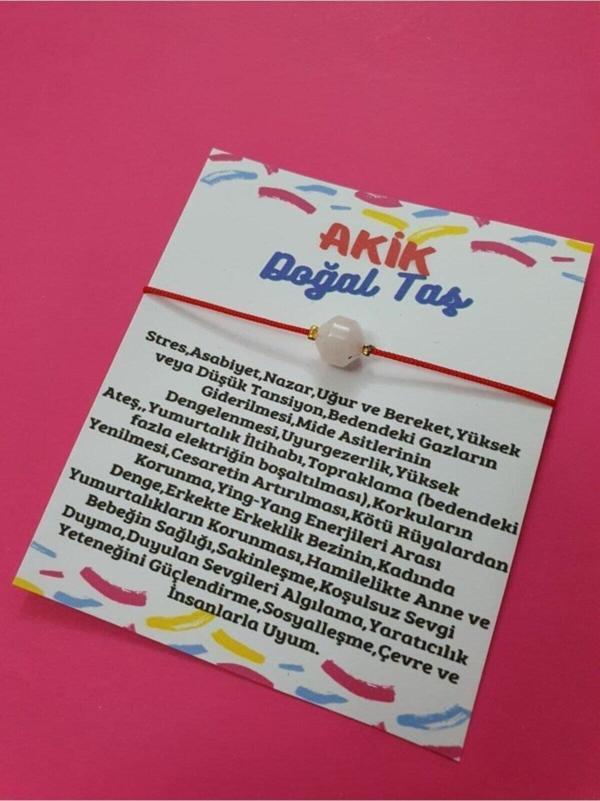 AKİK
Doğal Taş
Stres,Asabiyet,Nazar,Uğur ve Bereket,Yüksek
veya Düşük Tansiyon,Bedendeki Gazların
Giderilmesi,Mide Asitlerinin
Dengelenmesi,Uyurgezerlik,Yüksek
Ateş,,Yumurtalık İltihabı,Topraklama (bedendeki
fazla elektriğin boşaltılması),Korkuların
Yenilmesi,Cesaretin Artırılması,Kötü Rüyalardan
Korunma,Ying-Yang Enerjileri Arası
Denge,Erkekte Erkeklik Bezinin,Kadında
Yumurtalıkların Korunması,Hamilelikte Anne ve
Bebeğin Sağlığı,Sakinleşme,Koşulsuz Sevgi
Duyma,Duyulan Sevgileri Algılama,Yaratıcılık
Yeteneğini Güçlendirme,Sosyalleşme,Çevre ve
İnsanlarla Uyum.